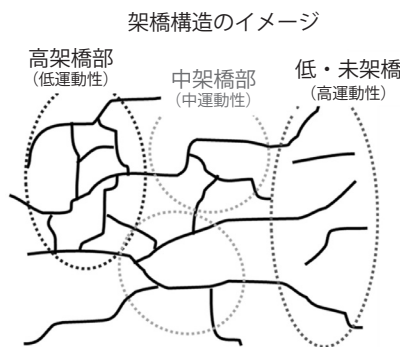 架橋構造のイメージ
高架橋部
（低運動性）
中架橋部
（中運動性）
低・未架橋
（高運動性）